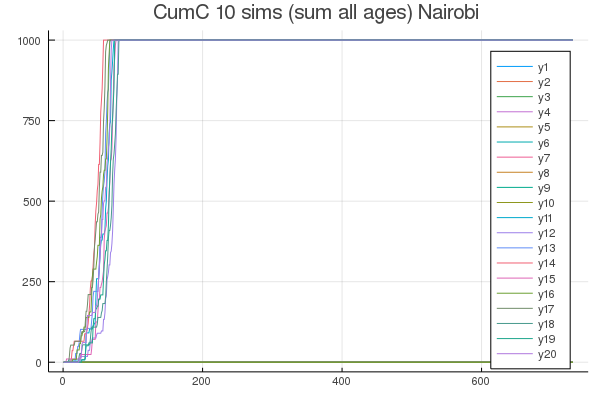 CumC 10 sims (sum all ages) Nairobi
1000
750
500
250
0
0
200
400
600
y1
y2
y3
y4
y5
y6
y7
y8
y9
y10
y11
y12
y13
y14
y15
y16
y17
y18
y19
y20